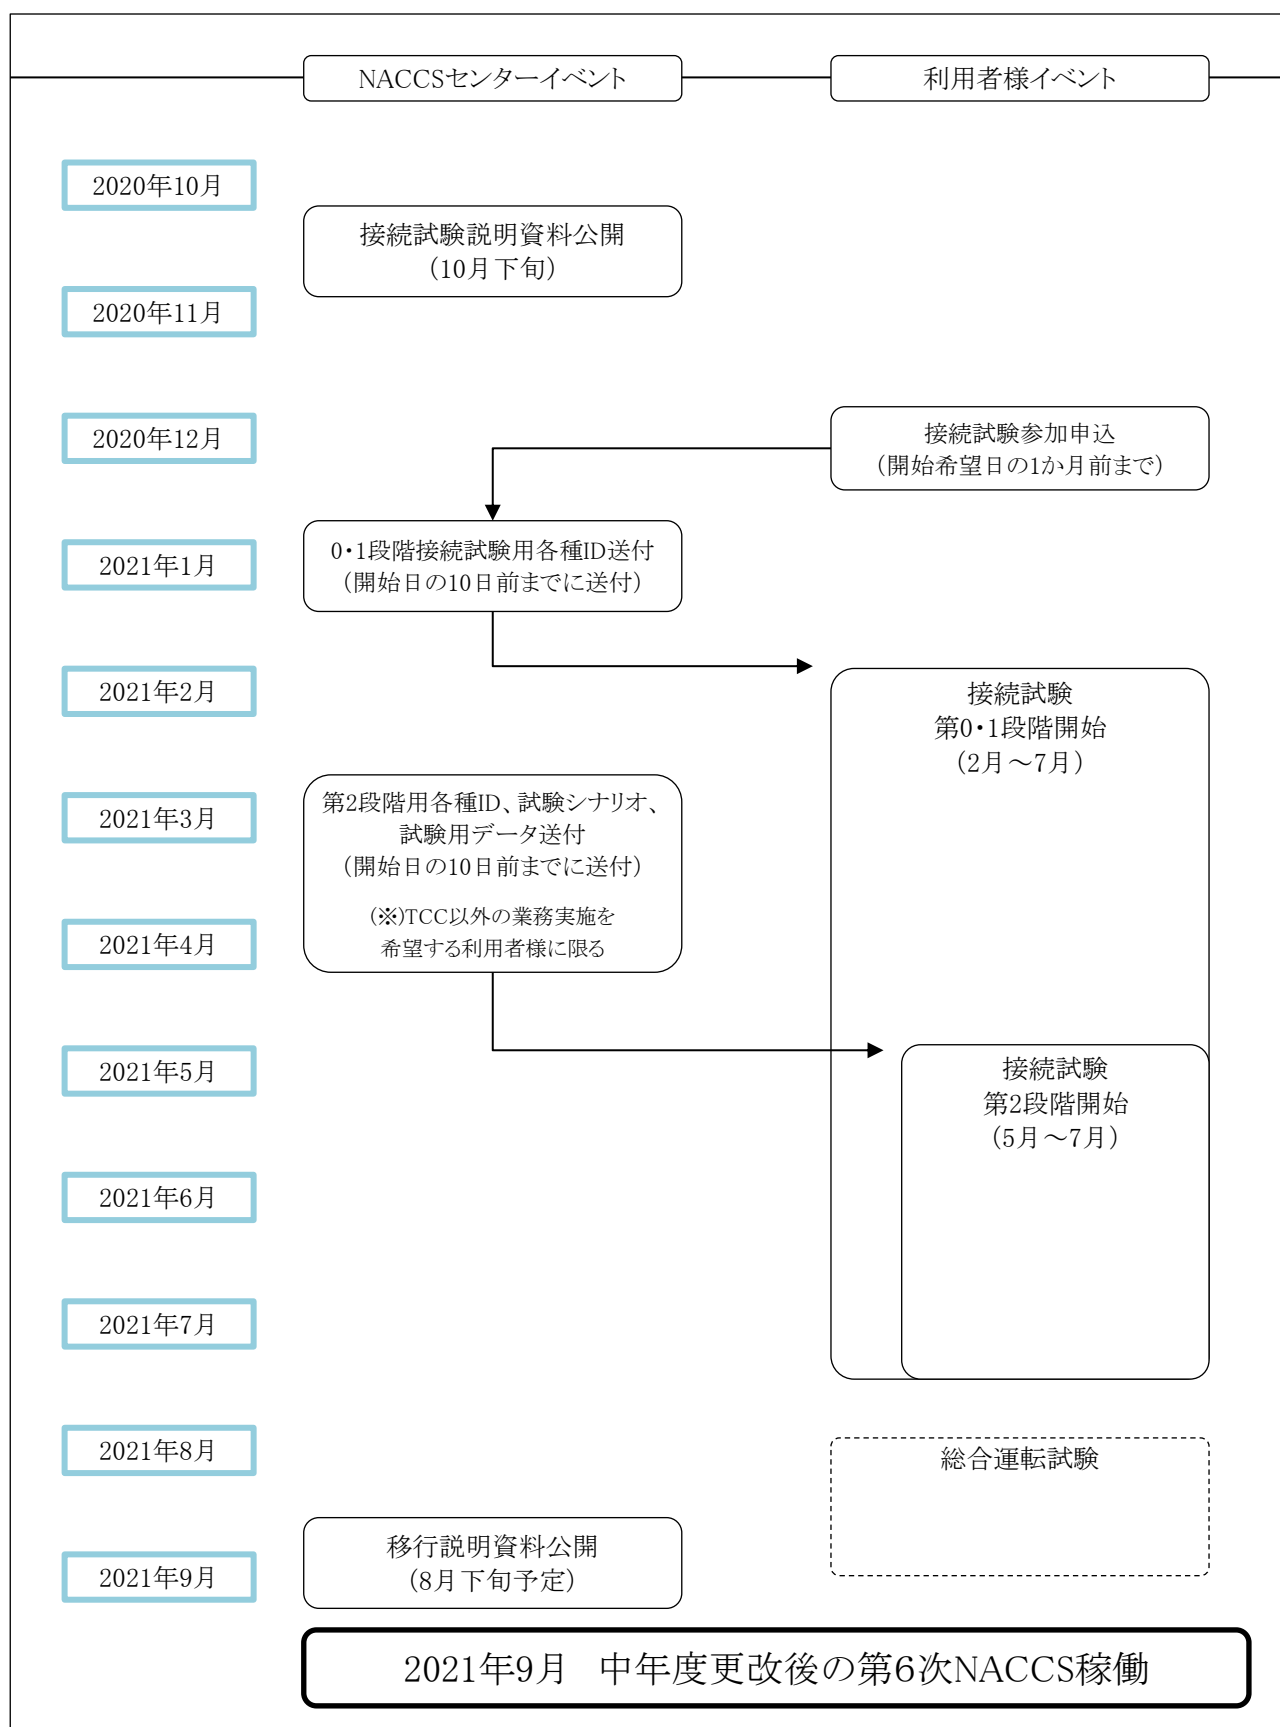 NACCSセンターイベント
利用者様イベント
2020年10月
接続試験説明資料公開
（10月下旬）
2020年11月
2020年12月
接続試験参加申込
（開始希望日の1か月前まで）
2021年1月
0・1段階接続試験用各種ID送付
（開始日の10日前までに送付）
2021年2月
接続試験
第0・1段階開始
（2月～7月）
2021年3月
第2段階用各種ID、試験シナリオ、
試験用データ送付
（開始日の10日前までに送付）
(※)TCC以外の業務実施を
希望する利用者様に限る
2021年4月
2021年5月
接続試験
第2段階開始
（5月～7月）
2021年6月
2021年7月
2021年8月
総合運転試験
移行説明資料公開
（8月下旬予定）
2021年9月
2021年9月　中年度更改後の第6次NACCS稼働